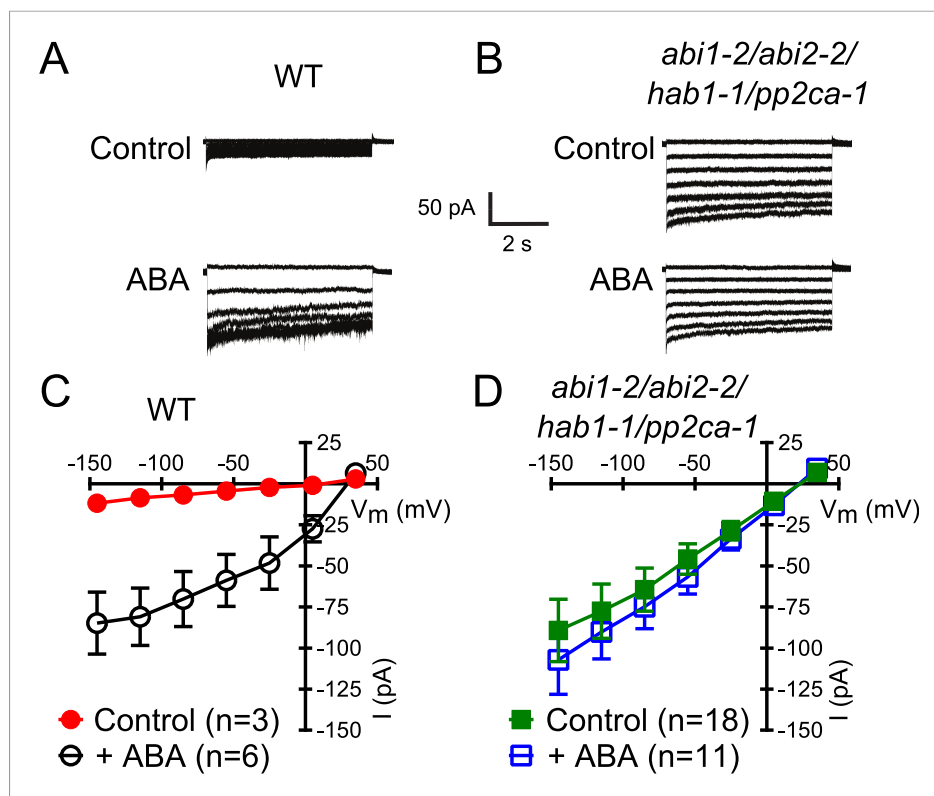 A
WT
Control
ABA
B
abi1-2/abi2-2/
hab1-1/pp2ca-1
Control
ABA
50 pA
2 s
C
WT
25
-150
-100
-50
50
Vm (mV)
-25
-50
-75
-100
-125
-150
I (pA)
Control (n=3)
+ ABA (n=6)
D
abi1-2/abi2-2/
hab1-1/pp2ca-1
25
-150
-100
-50
50
Vm (mV)
-25
-50
-75
-100
-125
-150
I (pA)
Control (n=18)
+ ABA (n=11)